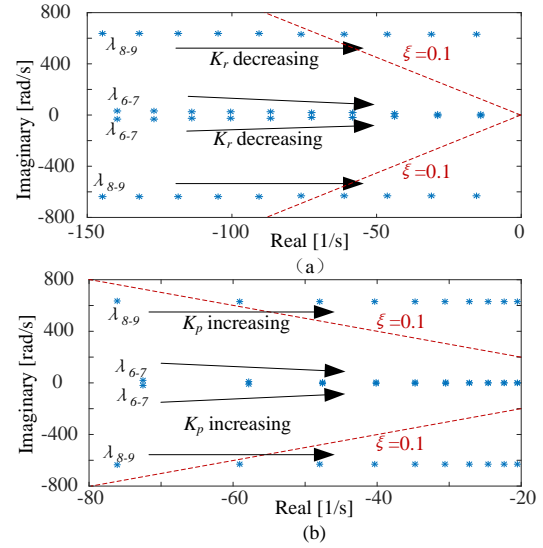 800
400
0
-400
-800
Imaginary [rad/s]
λ8-9
Kr decreasing
ξ=0.1
λ6-7
λ6-7
Kr decreasing
λ8-9
ξ=0.1
-150
-100
-50
0
Real [1/s]
（a）
800
400
0
-400
-800
Imaginary [rad/s]
λ8-9
Kp increasing
ξ=0.1
λ6-7
λ6-7
Kp increasing
λ8-9
ξ=0.1
-80
-60
-40
-20
Real [1/s]
(b)